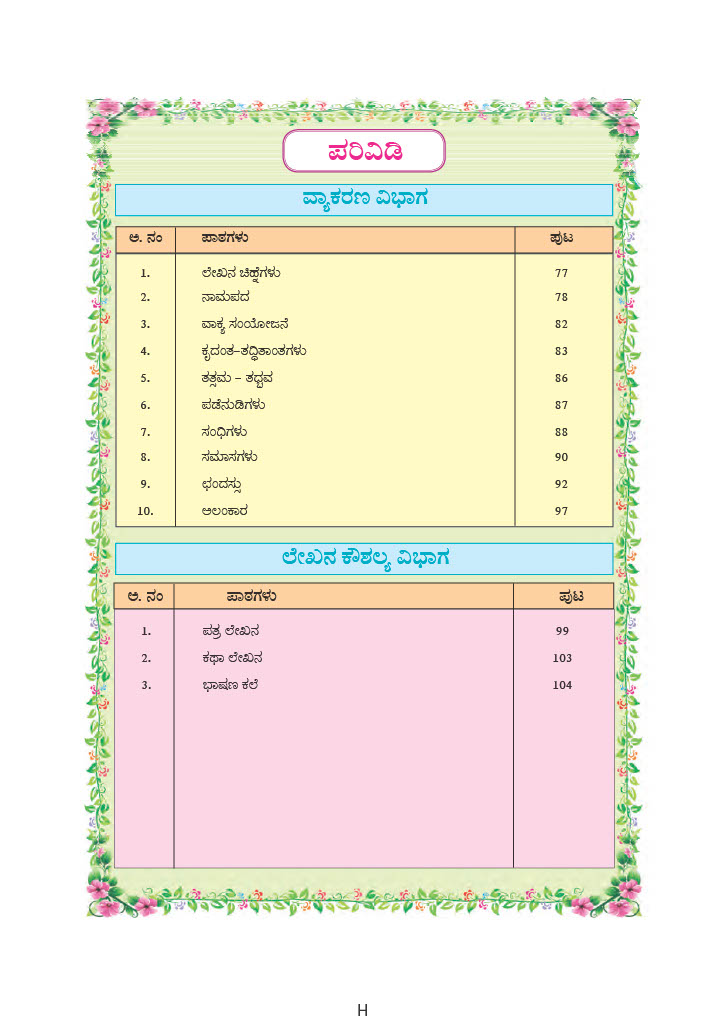 ಪರಿವಿಡಿ
ವ್ಯಾಕರಣ ವಿಭಾಗ
ಅ. ನಂ ಪಾಠಗಳು ಪುಟ
1. ಲೇಖನ ಚಿಹ್ನೆಗಳು 77
2. ನಾಮಪದ 78
3. ವಾಕ್ಯ ಸಂಯೋಜನೆ 82
4. ಕೃದಂತ–ತದ್ಧಿತಾಂತಗಳು 83
5. ತತ್ಸಮ – ತದ್ಭವ 86
6. ಪಡೆನುಡಿಗಳು 87
7. ಸಂಧಿಗಳು 88
8. ಸಮಾಸಗಳು 90
9. ಛಂದಸ್ಸು 92
10. ಅಲಂಕಾರ 97
ಲೇಖನ ಕೌಶಲ್ಯ ವಿಭಾಗ
ಅ. ನಂ ಪಾಠಗಳು ಪುಟ
1. ಪತ್ರ ಲೇಖನ 99
2. ಕಥಾ ಲೇಖನ 103
3. ಭಾಷಣ ಕಲೆ 104
H